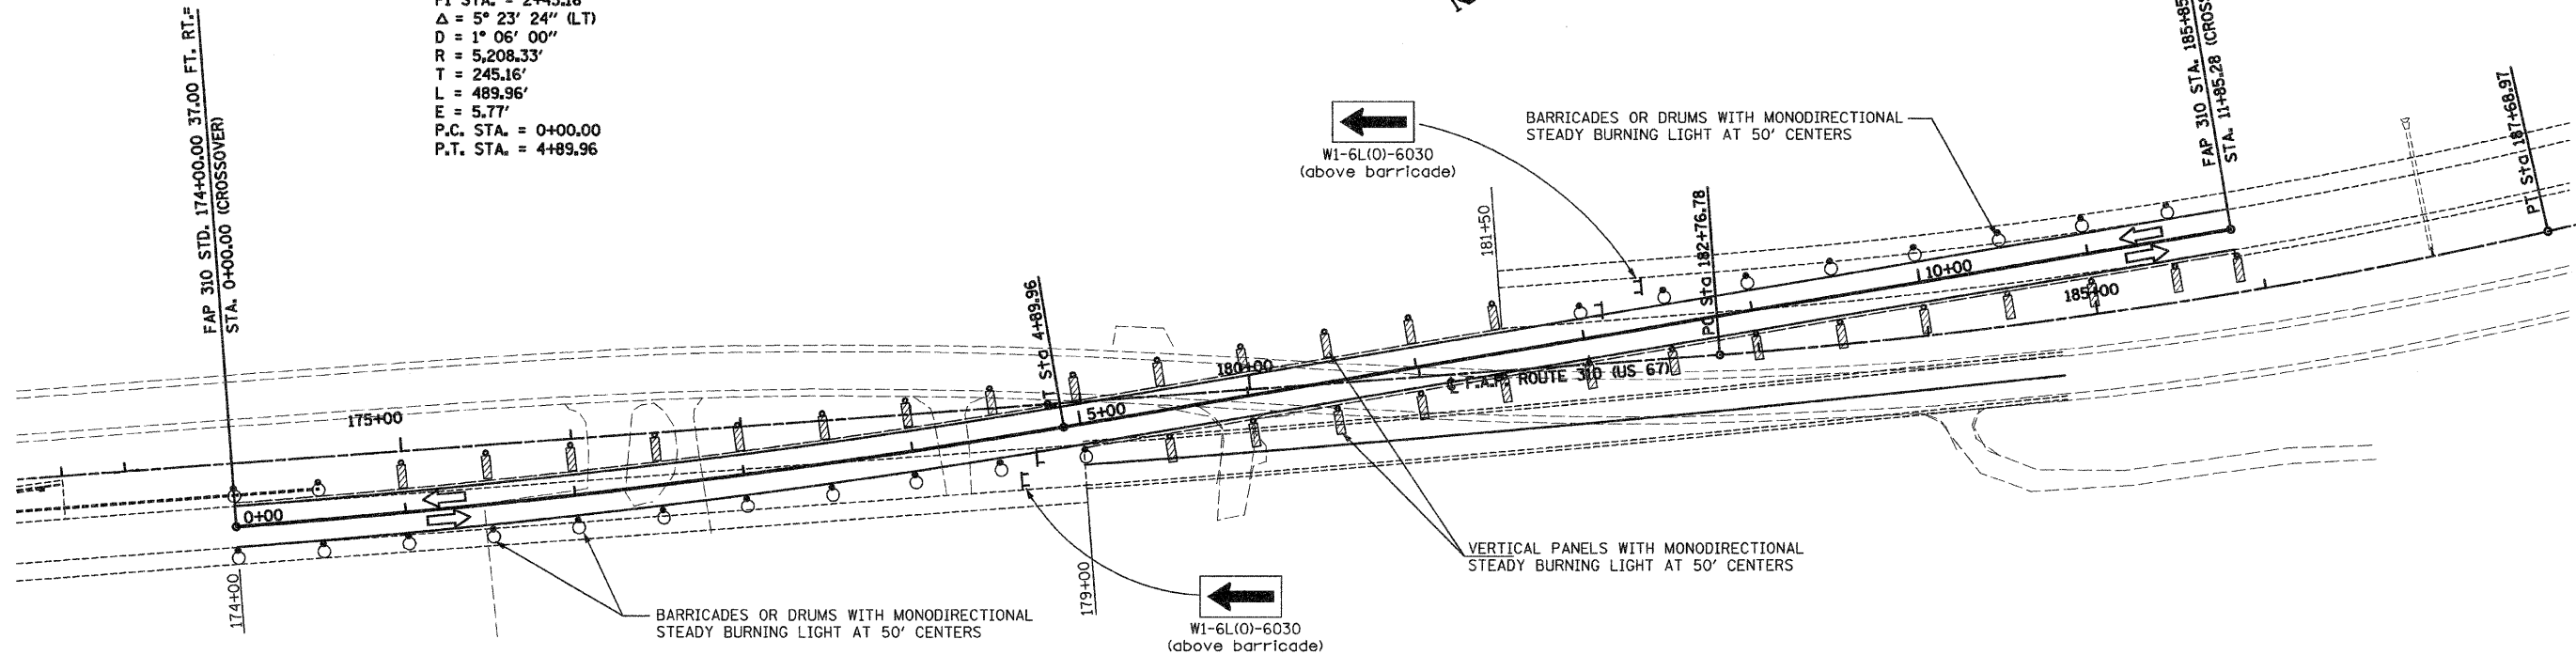 PI STA. = 2+45.16
Δ = 5° 23' 24" (LT)
D = 1° 06' 00"
R = 5,208.33'
T = 245.16'
L = 489.96'
E = 5.77'
P.C. STA. = 0+00.00
P.T. STA. = 4+89.96
FAP 310 STD. 174+00.00 37.00 FT. RT.=
STA. 0+00.00 (CROSSOVER)
W1-6L(O)-6030
(above barricade)
BARRICADES OR DRUMS WITH MONODIRECTIONAL
STEADY BURNING LIGHT AT 50' CENTERS
FAP 310 STA. 185+85
STA. 11+85.28 (CROSS
PT Sta 187+68.97
181+50
PC Sta 182+76.78
10+00
185+00
PT Sta 4+89.96
180+00
℄ F.A.P. ROUTE 310 (US 67)
175+00
5+00
0+00
174+00
179+00
VERTICAL PANELS WITH MONODIRECTIONAL
STEADY BURNING LIGHT AT 50' CENTERS
BARRICADES OR DRUMS WITH MONODIRECTIONAL
STEADY BURNING LIGHT AT 50' CENTERS
W1-6L(O)-6030
(above barricade)